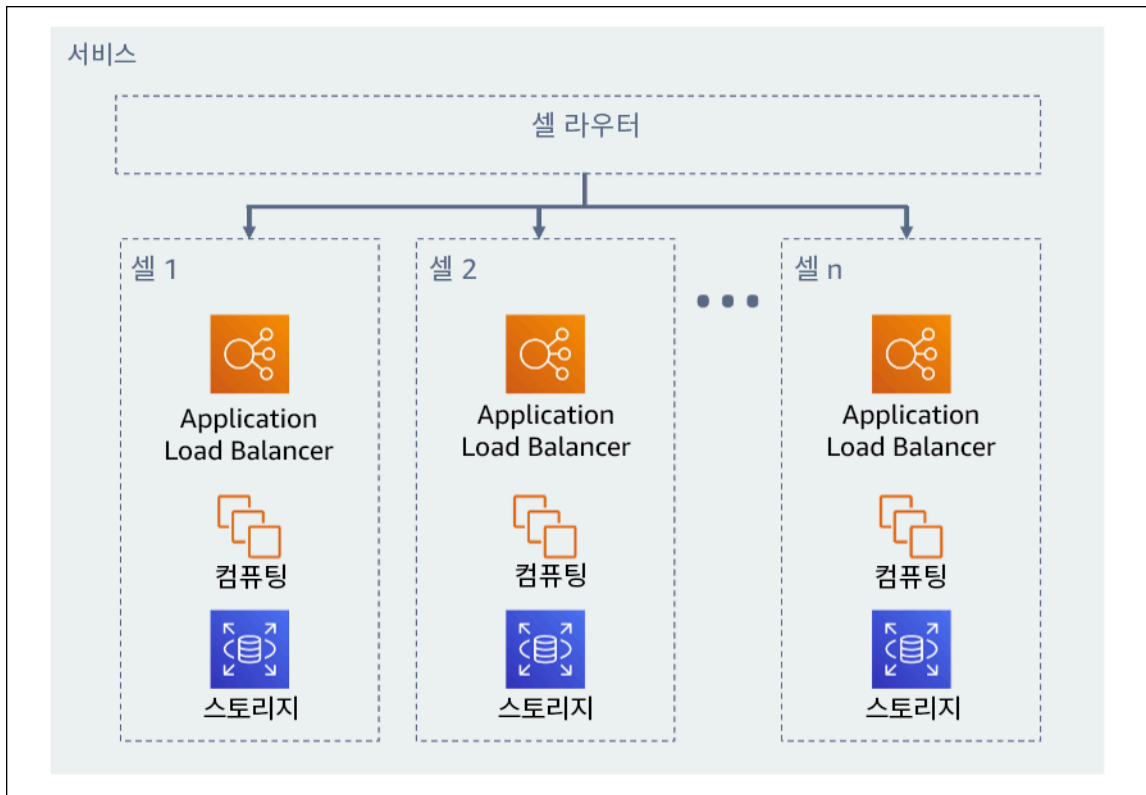 서비스
셀 라우터
셀 1
셀 2
셀 n
Application
Load Balancer
Application
Load Balancer
Application
Load Balancer
컴퓨팅
컴퓨팅
컴퓨팅
스토리지
스토리지
스토리지